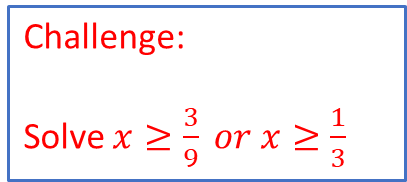 Challenge:
Solve x ≥ 3/9 or x ≥ 1/3